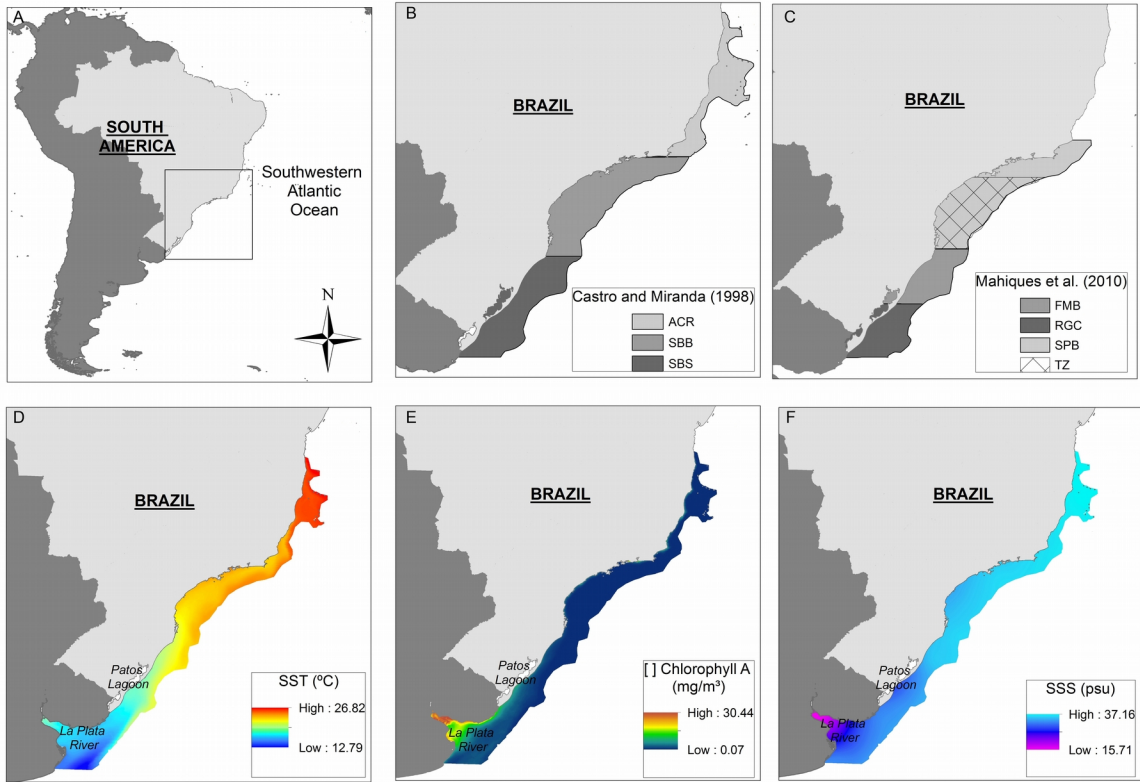 A
SOUTH
AMERICA
Southwestern
Atlantic
Ocean
N
B
BRAZIL
Castro and Miranda (1998)
ACR
SBB
SBS
C
BRAZIL
Mahiques et al. (2010)
FMB
RGC
SPB
TZ
D
BRAZIL
Patos
Lagoon
La Plata
River
SST (ºC)
High : 26.82
Low : 12.79
E
BRAZIL
Patos
Lagoon
La Plata
River
[ ] Chlorophyll A
(mg/m³)
High : 30.44
Low : 0.07
F
BRAZIL
Patos
Lagoon
La Plata
River
SSS (psu)
High : 37.16
Low : 15.71